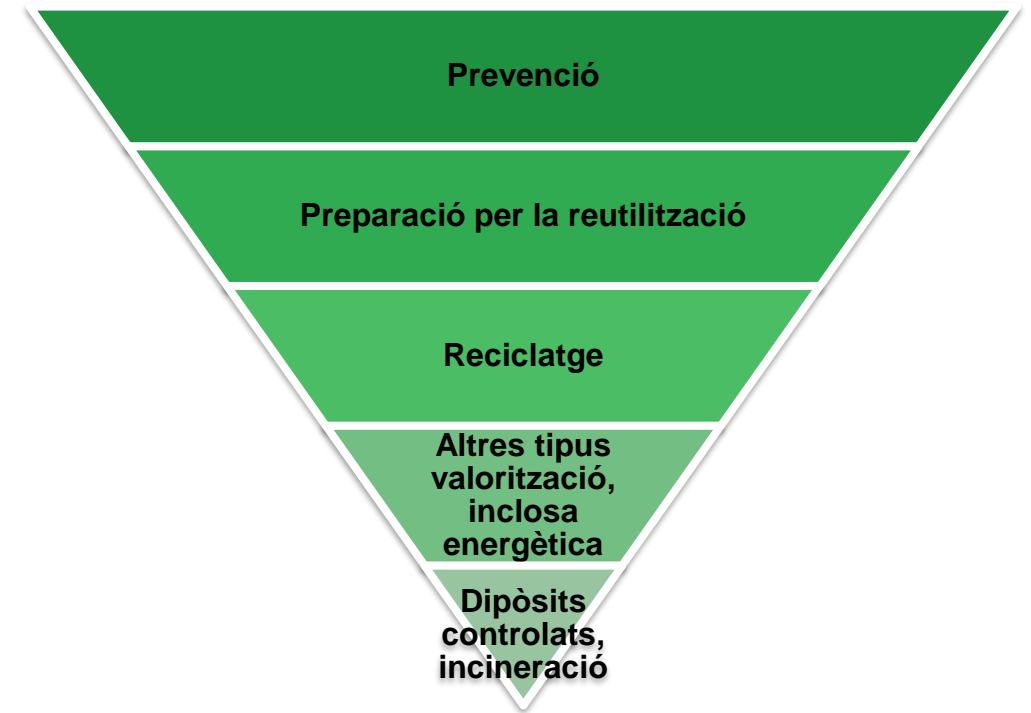 Prevenció
Preparació per la reutilització
Reciclatge
Altres tipus
valorització,
inclosa
energètica
Dipòsits
controlats,
incineració